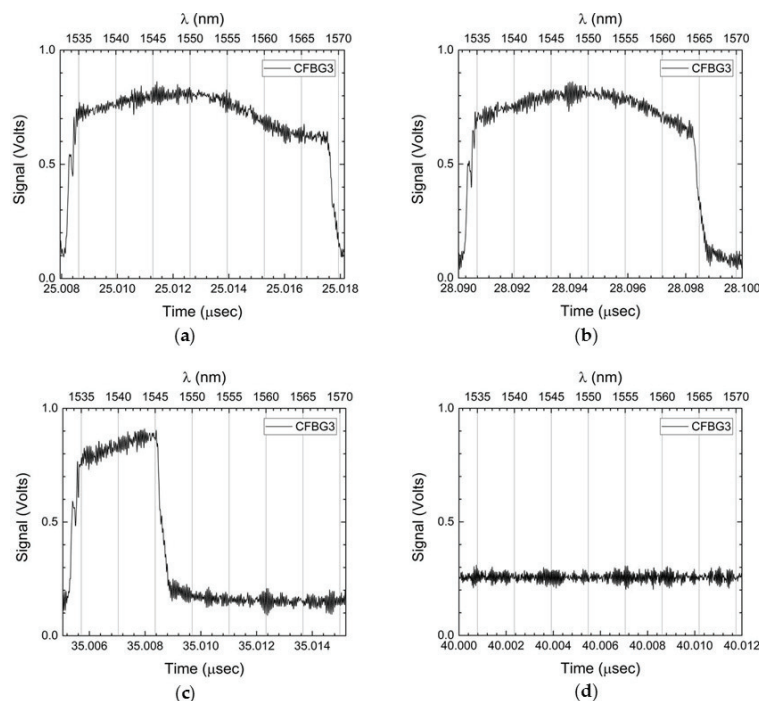 λ (nm)
1535 1540 1545 1550 1555 1560 1565 1570
1.0
0.5
0.0
Signal (Volts)
CFBG3
25.008 25.010 25.012 25.014 25.016 25.018
Time (μsec)
(a)
λ (nm)
1535 1540 1545 1550 1555 1560 1565 1570
1.0
0.5
0.0
Signal (Volts)
CFBG3
28.090 28.092 28.094 28.096 28.098 28.100
Time (μsec)
(b)
λ (nm)
1535 1540 1545 1550 1555 1560 1565 1570
1.0
0.5
0.0
Signal (Volts)
CFBG3
35.006 35.008 35.010 35.012 35.014
Time (μsec)
(c)
λ (nm)
1535 1540 1545 1550 1555 1560 1565 1570
1.0
0.5
0.0
Signal (Volts)
CFBG3
40.000 40.002 40.004 40.006 40.008 40.010 40.012
Time (μsec)
(d)